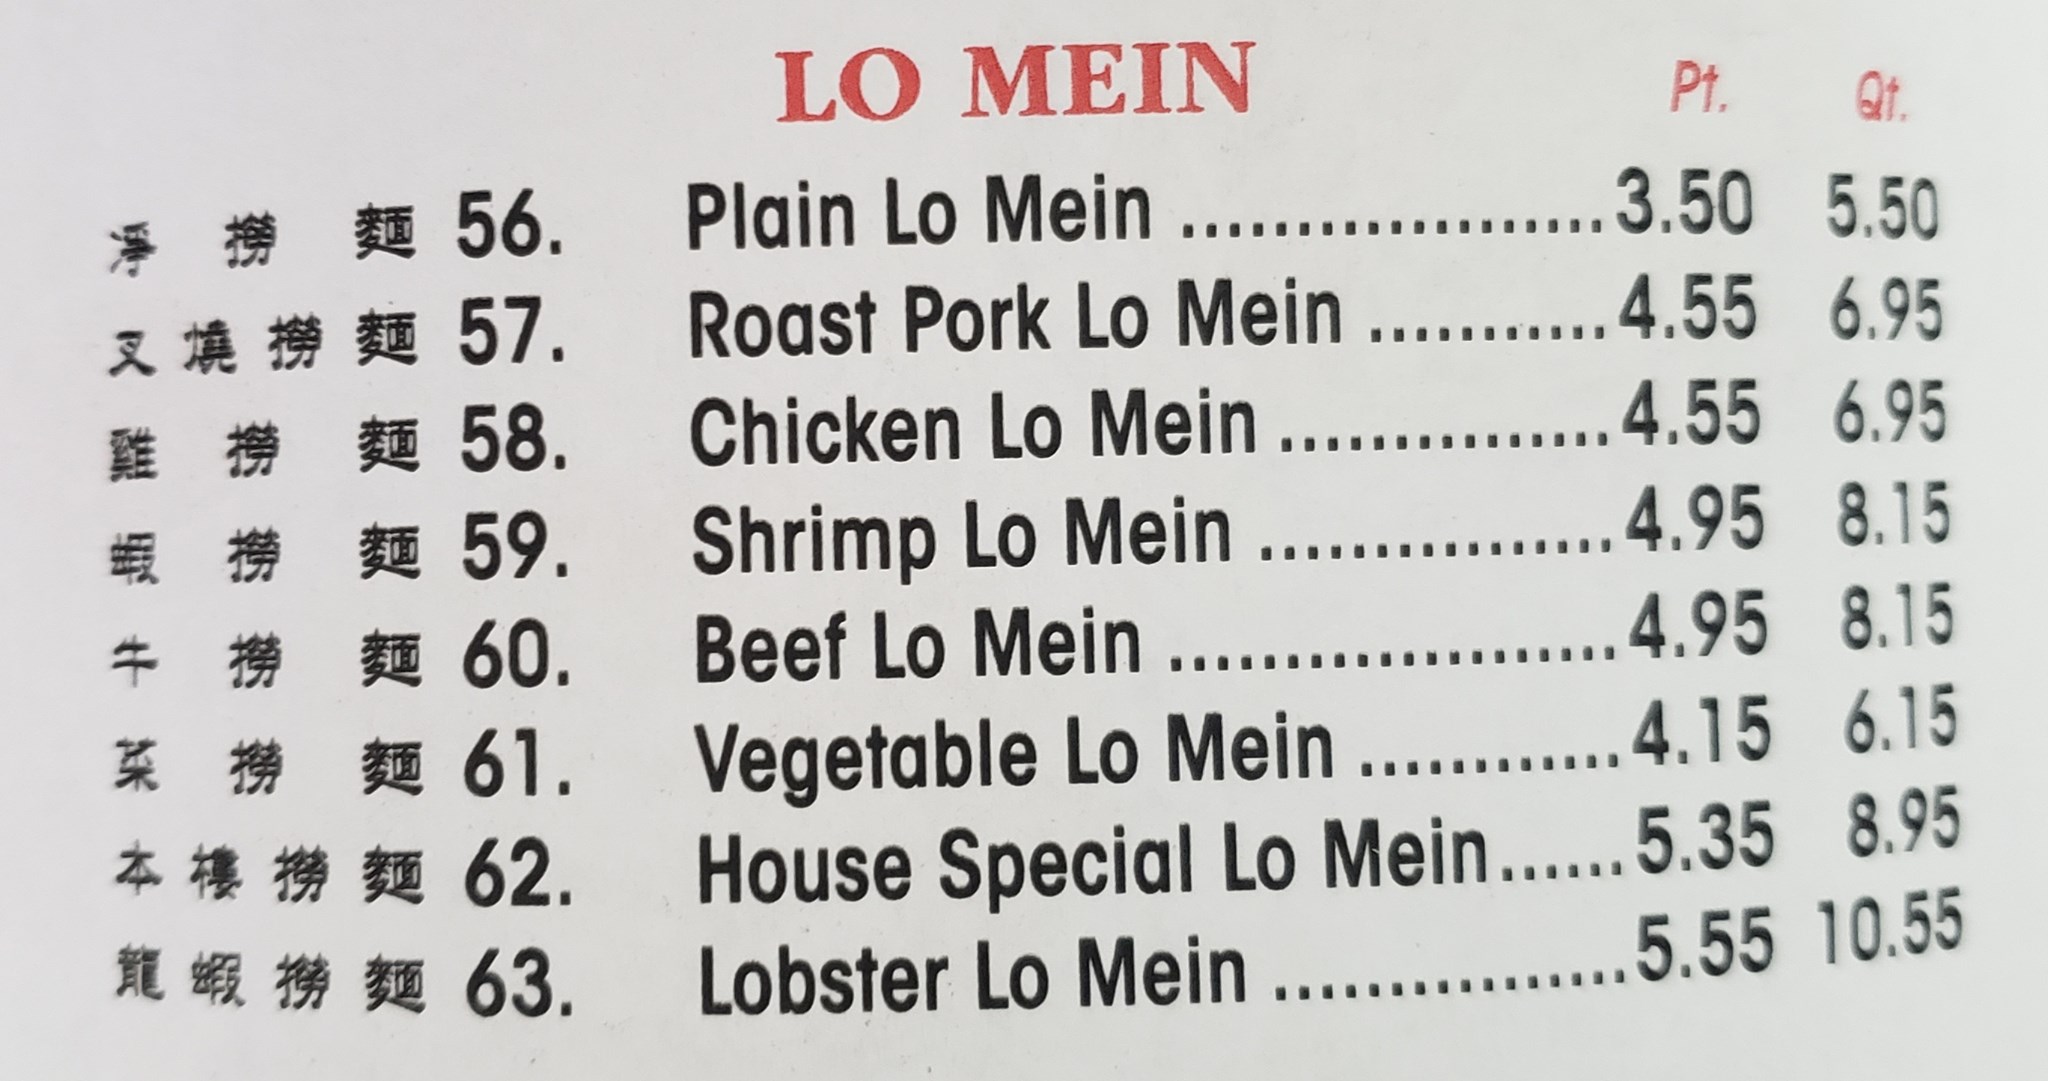 LO MEIN Pt. Qt.
淨撈麵 56. Plain Lo Mein ...................3.50 5.50
叉燒撈麵 57. Roast Pork Lo Mein ...........4.55 6.95
雞撈麵 58. Chicken Lo Mein ...............4.55 6.95
蝦撈麵 59. Shrimp Lo Mein ................4.95 8.15
牛撈麵 60. Beef Lo Mein ....................4.95 8.15
菜撈麵 61. Vegetable Lo Mein ............4.15 6.15
本樓撈麵 62. House Special Lo Mein......5.35 8.95
龍蝦撈麵 63. Lobster Lo Mein ................5.55 10.55